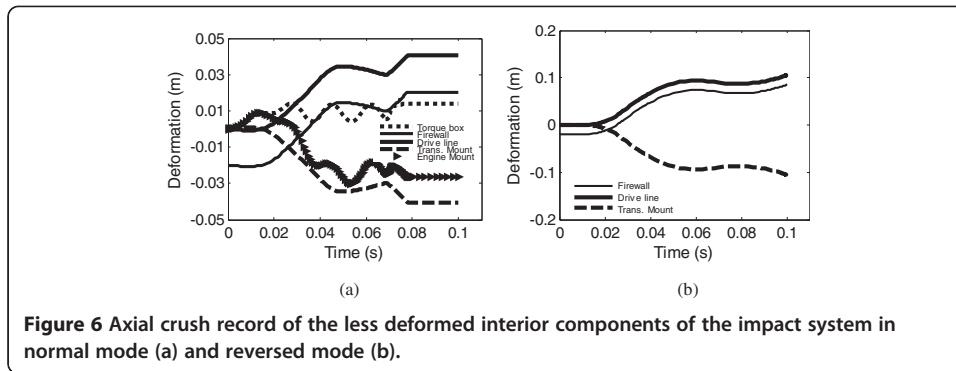 0.05
0.03
0.01
-0.01
-0.03
0.05
Deformation (m)
0 0.02 0.04 0.06 0.08 0.1
Time (s)
Torque box
Firewall
Drive line
Trans. Mount
Engine Mount
(a)
0.2
0.1
0
-0.1
-0.2
Deformation (m)
0 0.02 0.04 0.06 0.08 0.1
Time (s)
Firewall
Drive line
Trans. Mount
(b)
Figure 6 Axial crush record of the less deformed interior components of the impact system in
normal mode (a) and reversed mode (b).